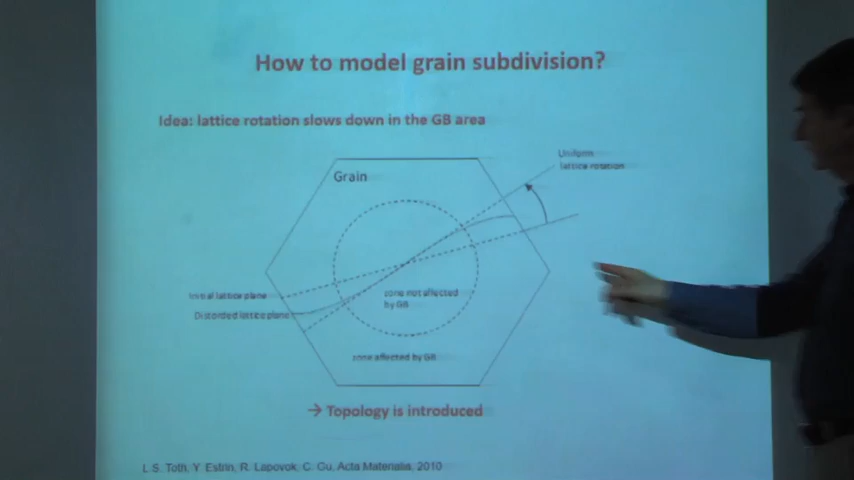 How to model grain subdivision?
Idea: lattice rotation slows down in the GB area
Uniform
lattice rotation
Grain
Initial lattice plane
Distorded lattice plane
zone not affected
by GB
zone affected by GB
→ Topology is introduced
L.S. Toth, Y. Estrin, R. Lapovok, C. Gu, Acta Materialia, 2010